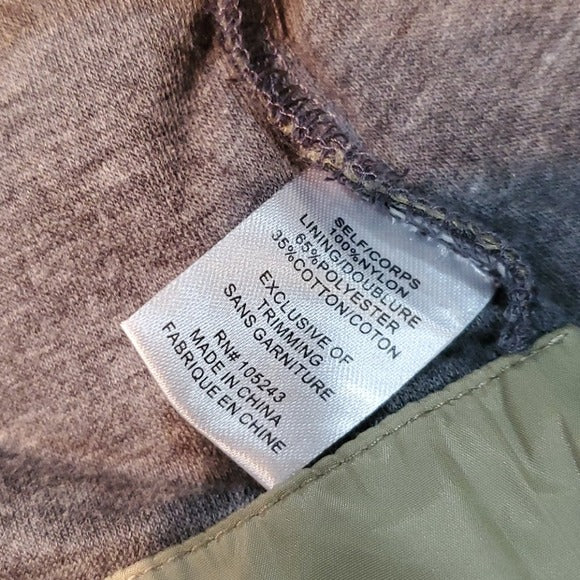 SELF/CORPS
100%NYLON
LINING/DOUBLURE
65%POLYESTER
35%COTTON/COTON
EXCLUSIVE OF
TRIMMING
SANS GARNITURE
RN# 105243
MADE IN CHINA
FABRIQUE EN CHINE